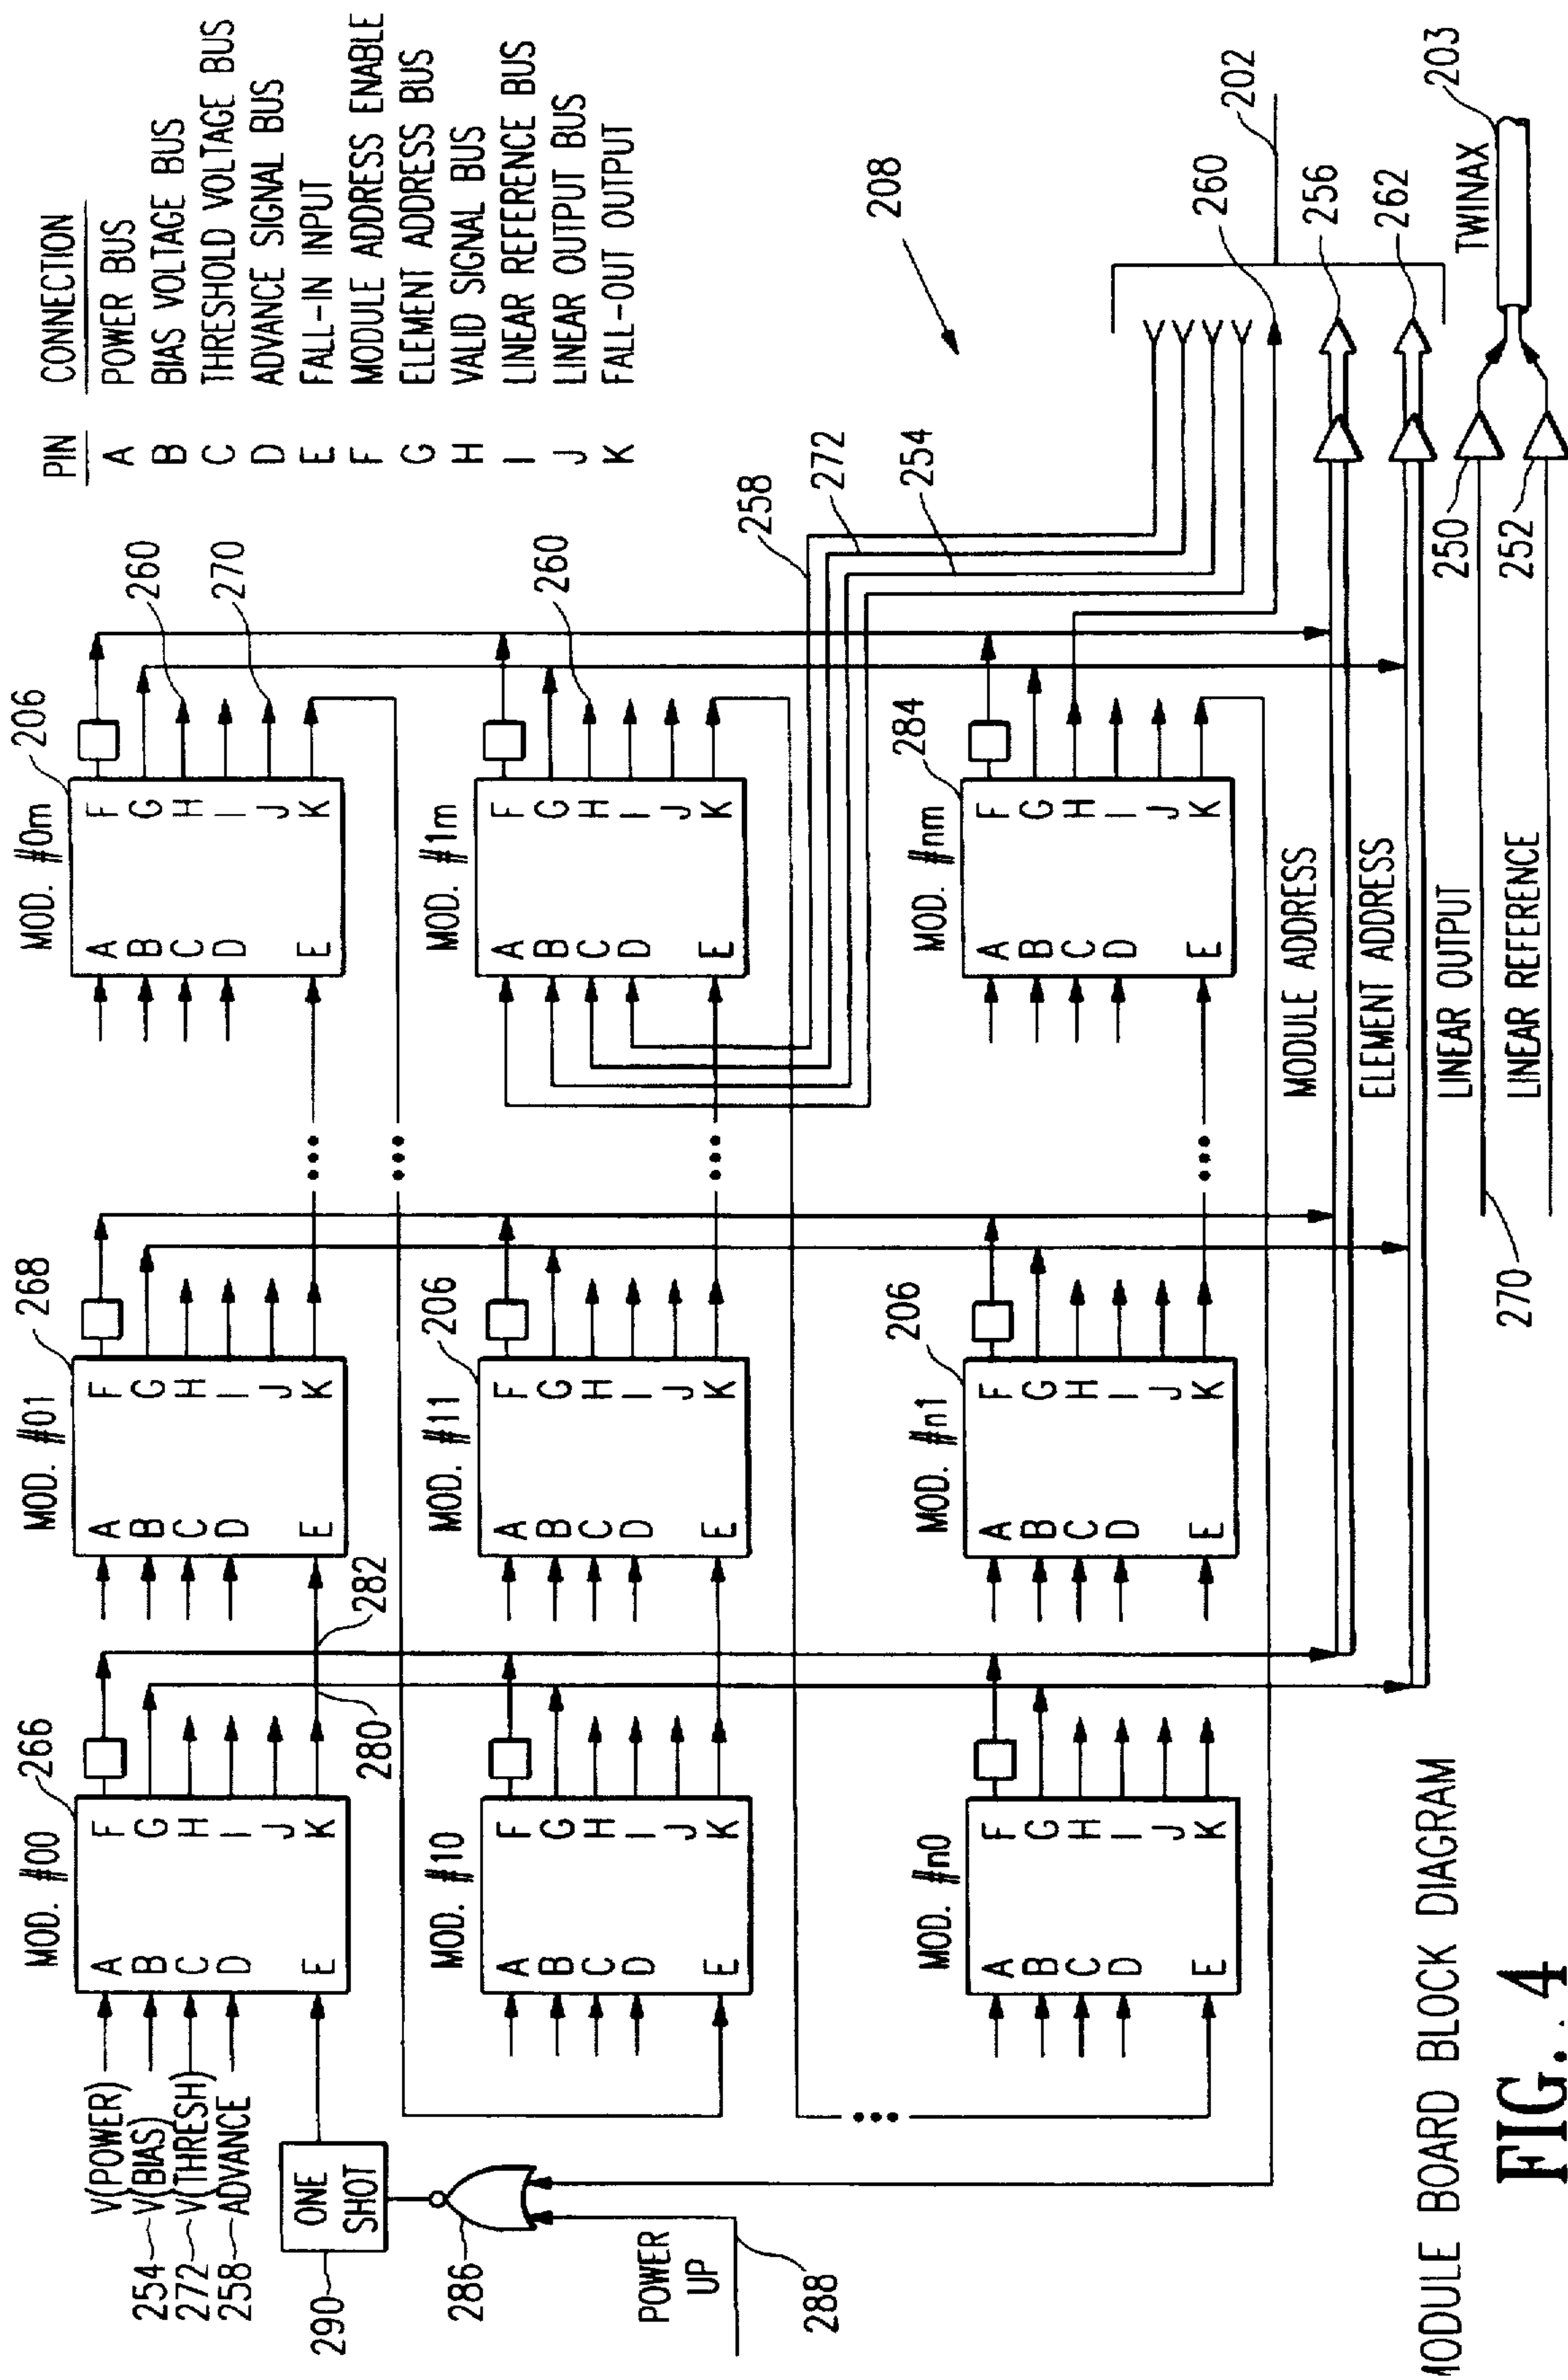 PIN CONNECTION
A POWER BUS
B BIAS VOLTAGE BUS
C THRESHOLD VOLTAGE BUS
D ADVANCE SIGNAL BUS
E FALL-IN INPUT
F MODULE ADDRESS ENABLE
G ELEMENT ADDRESS BUS
H VALID SIGNAL BUS
I LINEAR REFERENCE BUS
J LINEAR OUTPUT BUS
K FALL-OUT OUTPUT
MOD. #00
266
A F
B G
C H
D I
J
E K
MOD. #01
268
A F
B G
C H
D I
J
E K
MOD. #0m
206
A F
B G
C H
D I
J
E K
260
270
V(POWER)
254 V(BIAS)
272 V(THRESH)
258 ADVANCE
280
282
290
ONE
SHOT
286
POWER
UP
288
MOD. #10
A F
B G
C H
D I
J
E K
MOD. #11
206
A F
B G
C H
D I
J
E K
MOD. #1m
A F
B G
C H
D I
J
E K
260
258
272
254
208
260
202
MOD. #n0
A F
B G
C H
D I
J
E K
MOD. #n1
206
A F
B G
C H
D I
J
E K
MOD. #nm
284
A F
B G
C H
D I
J
E K
MODULE ADDRESS
256
ELEMENT ADDRESS
262
LINEAR OUTPUT
250
270
LINEAR REFERENCE
252
TWINAX
203
MODULE BOARD BLOCK DIAGRAM
FIG. 4